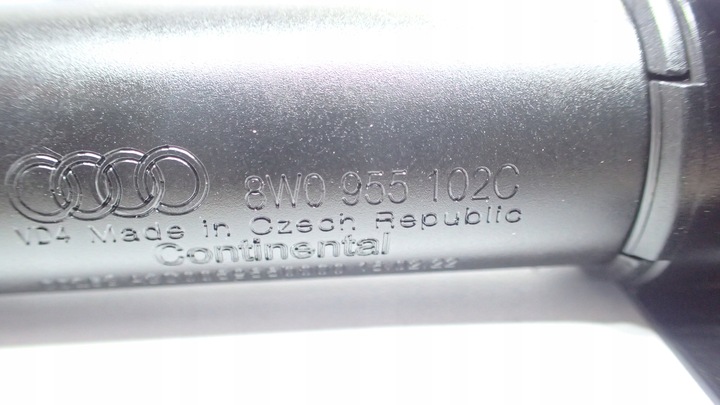 8W0 955 102C
VD4 Made in Czech Republic
Continental